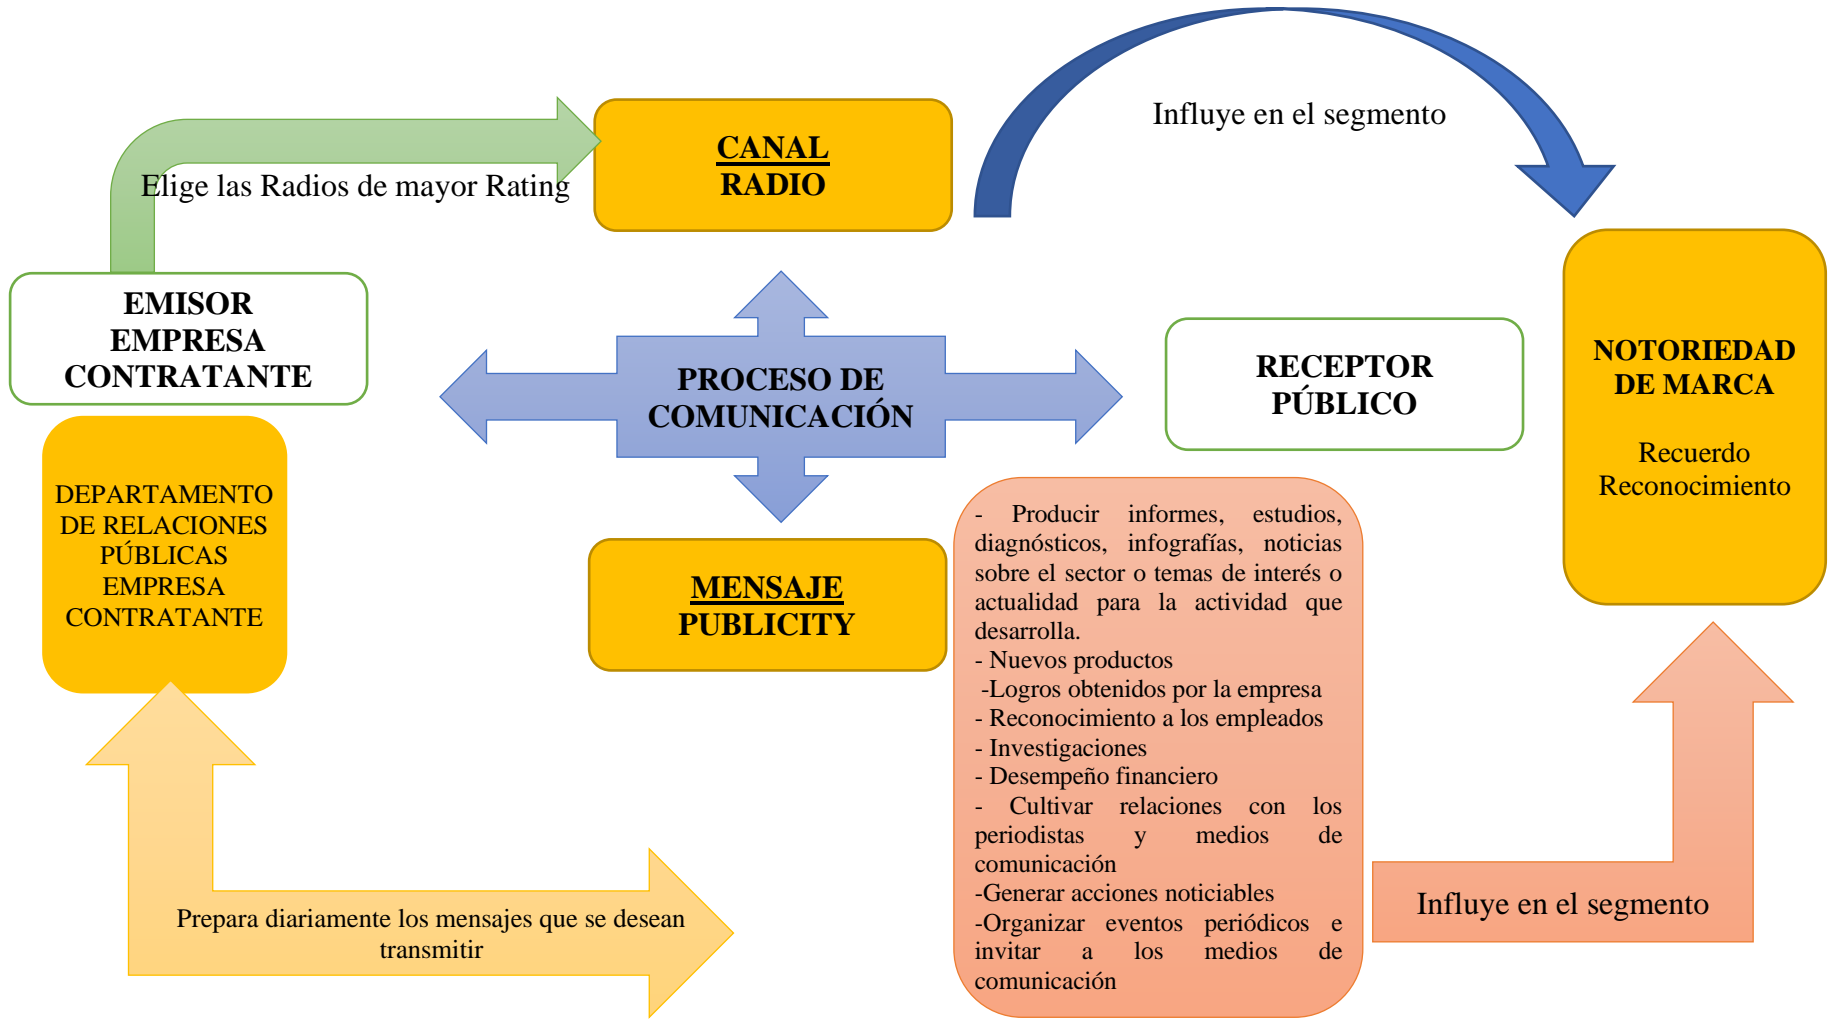 CANAL
RADIO
Influye en el segmento
Elige las Radios de mayor Rating
EMISOR
EMPRESA
CONTRATANTE
PROCESO DE
COMUNICACIÓN
RECEPTOR
PÚBLICO
NOTORIEDAD
DE MARCA
Recuerdo
Reconocimiento
DEPARTAMENTO
DE RELACIONES
PÚBLICAS
EMPRESA
CONTRATANTE
MENSAJE
PUBLICITY
- Producir informes, estudios,
diagnósticos, infografías, noticias
sobre el sector o temas de interés o
actualidad para la actividad que
desarrolla.
- Nuevos productos
-Logros obtenidos por la empresa
- Reconocimiento a los empleados
- Investigaciones
- Desempeño financiero
- Cultivar relaciones con los
periodistas y medios de
comunicación
-Generar acciones noticiables
-Organizar eventos periódicos e
invitar a los medios de
comunicación
Prepara diariamente los mensajes que se desean
transmitir
Influye en el segmento